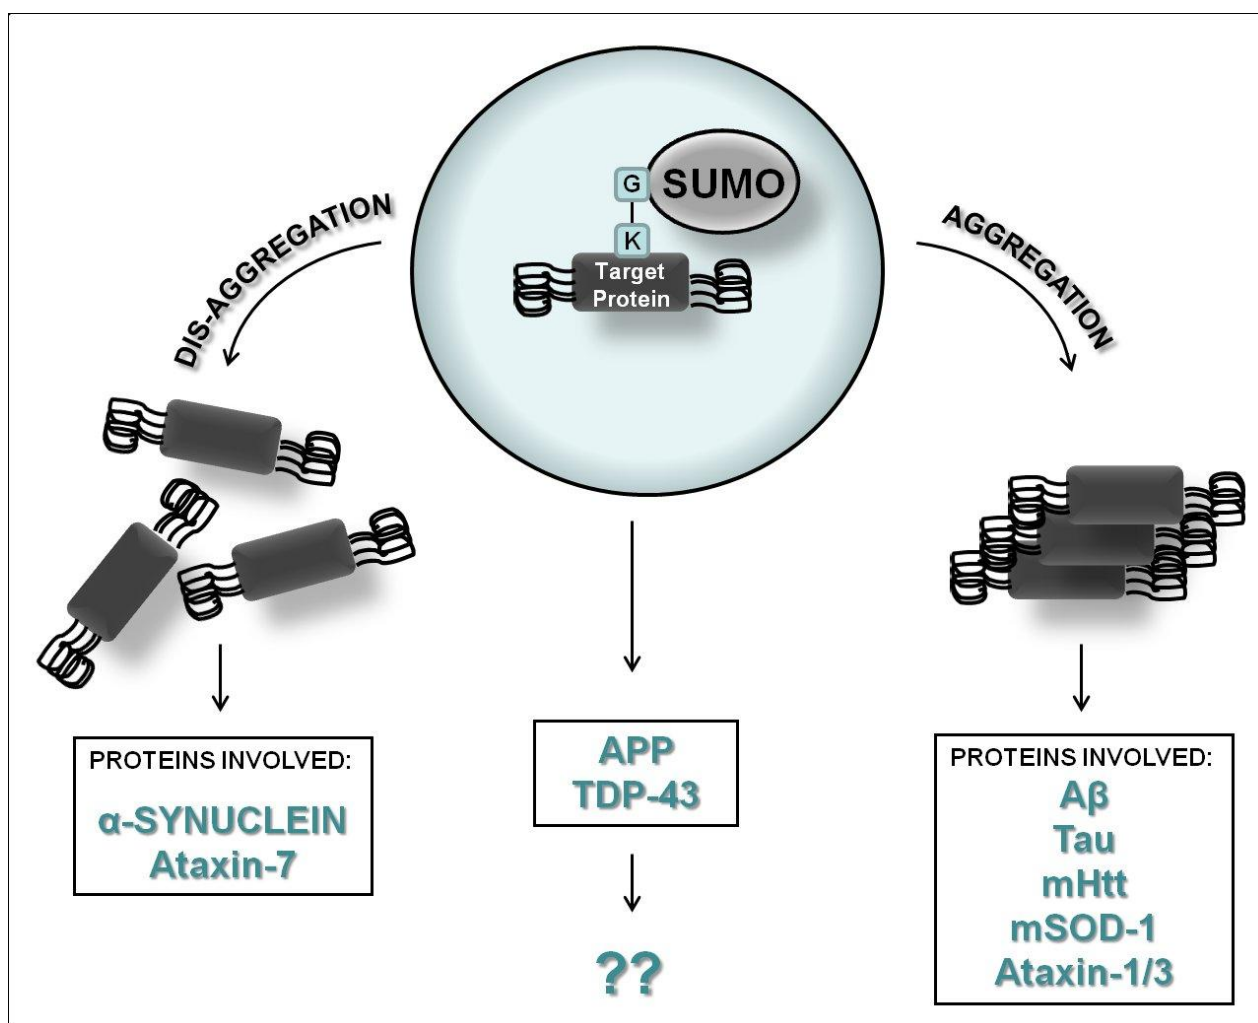 G
SUMO
K
Target
Protein
DIS-AGGREGATION
AGGREGATION
PROTEINS INVOLVED:
α-SYNUCLEIN
Ataxin-7
APP
TDP-43
??
PROTEINS INVOLVED:
Aβ
Tau
mHtt
mSOD-1
Ataxin-1/3